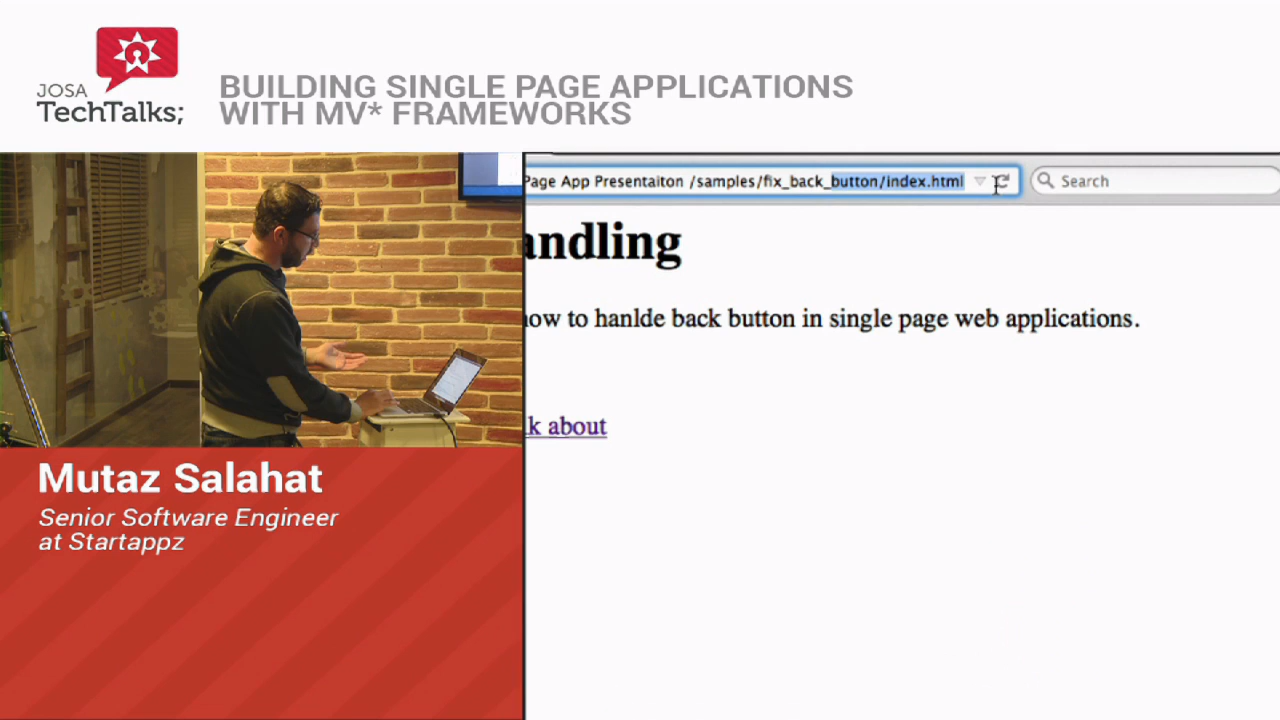 JOSA
TechTalks;
BUILDING SINGLE PAGE APPLICATIONS
WITH MV* FRAMEWORKS
Page App Presentaiton /samples/fix_back_button/index.html
Search
andling
how to hanlde back button in single page web applications.
k about
Mutaz Salahat
Senior Software Engineer
at Startappz